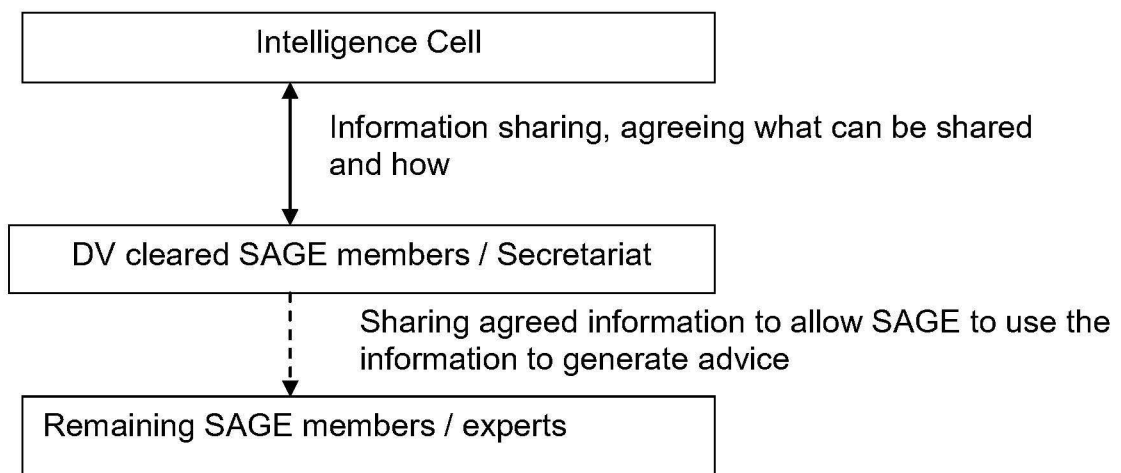 Intelligence Cell
Information sharing, agreeing what can be shared
and how
DV cleared SAGE members / Secretariat
Sharing agreed information to allow SAGE to use the
information to generate advice
Remaining SAGE members / experts